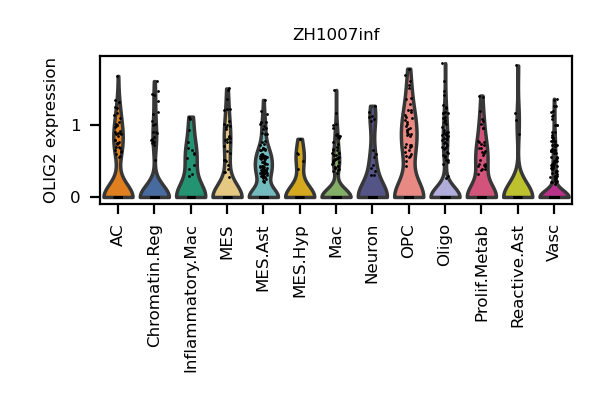 ZH1007inf
OLIG2 expression
1
0
AC
Chromatin.Reg
Inflammatory.Mac
MES
MES.Ast
MES.Hyp
Mac
Neuron
OPC
Oligo
Prolif.Metab
Reactive.Ast
Vasc